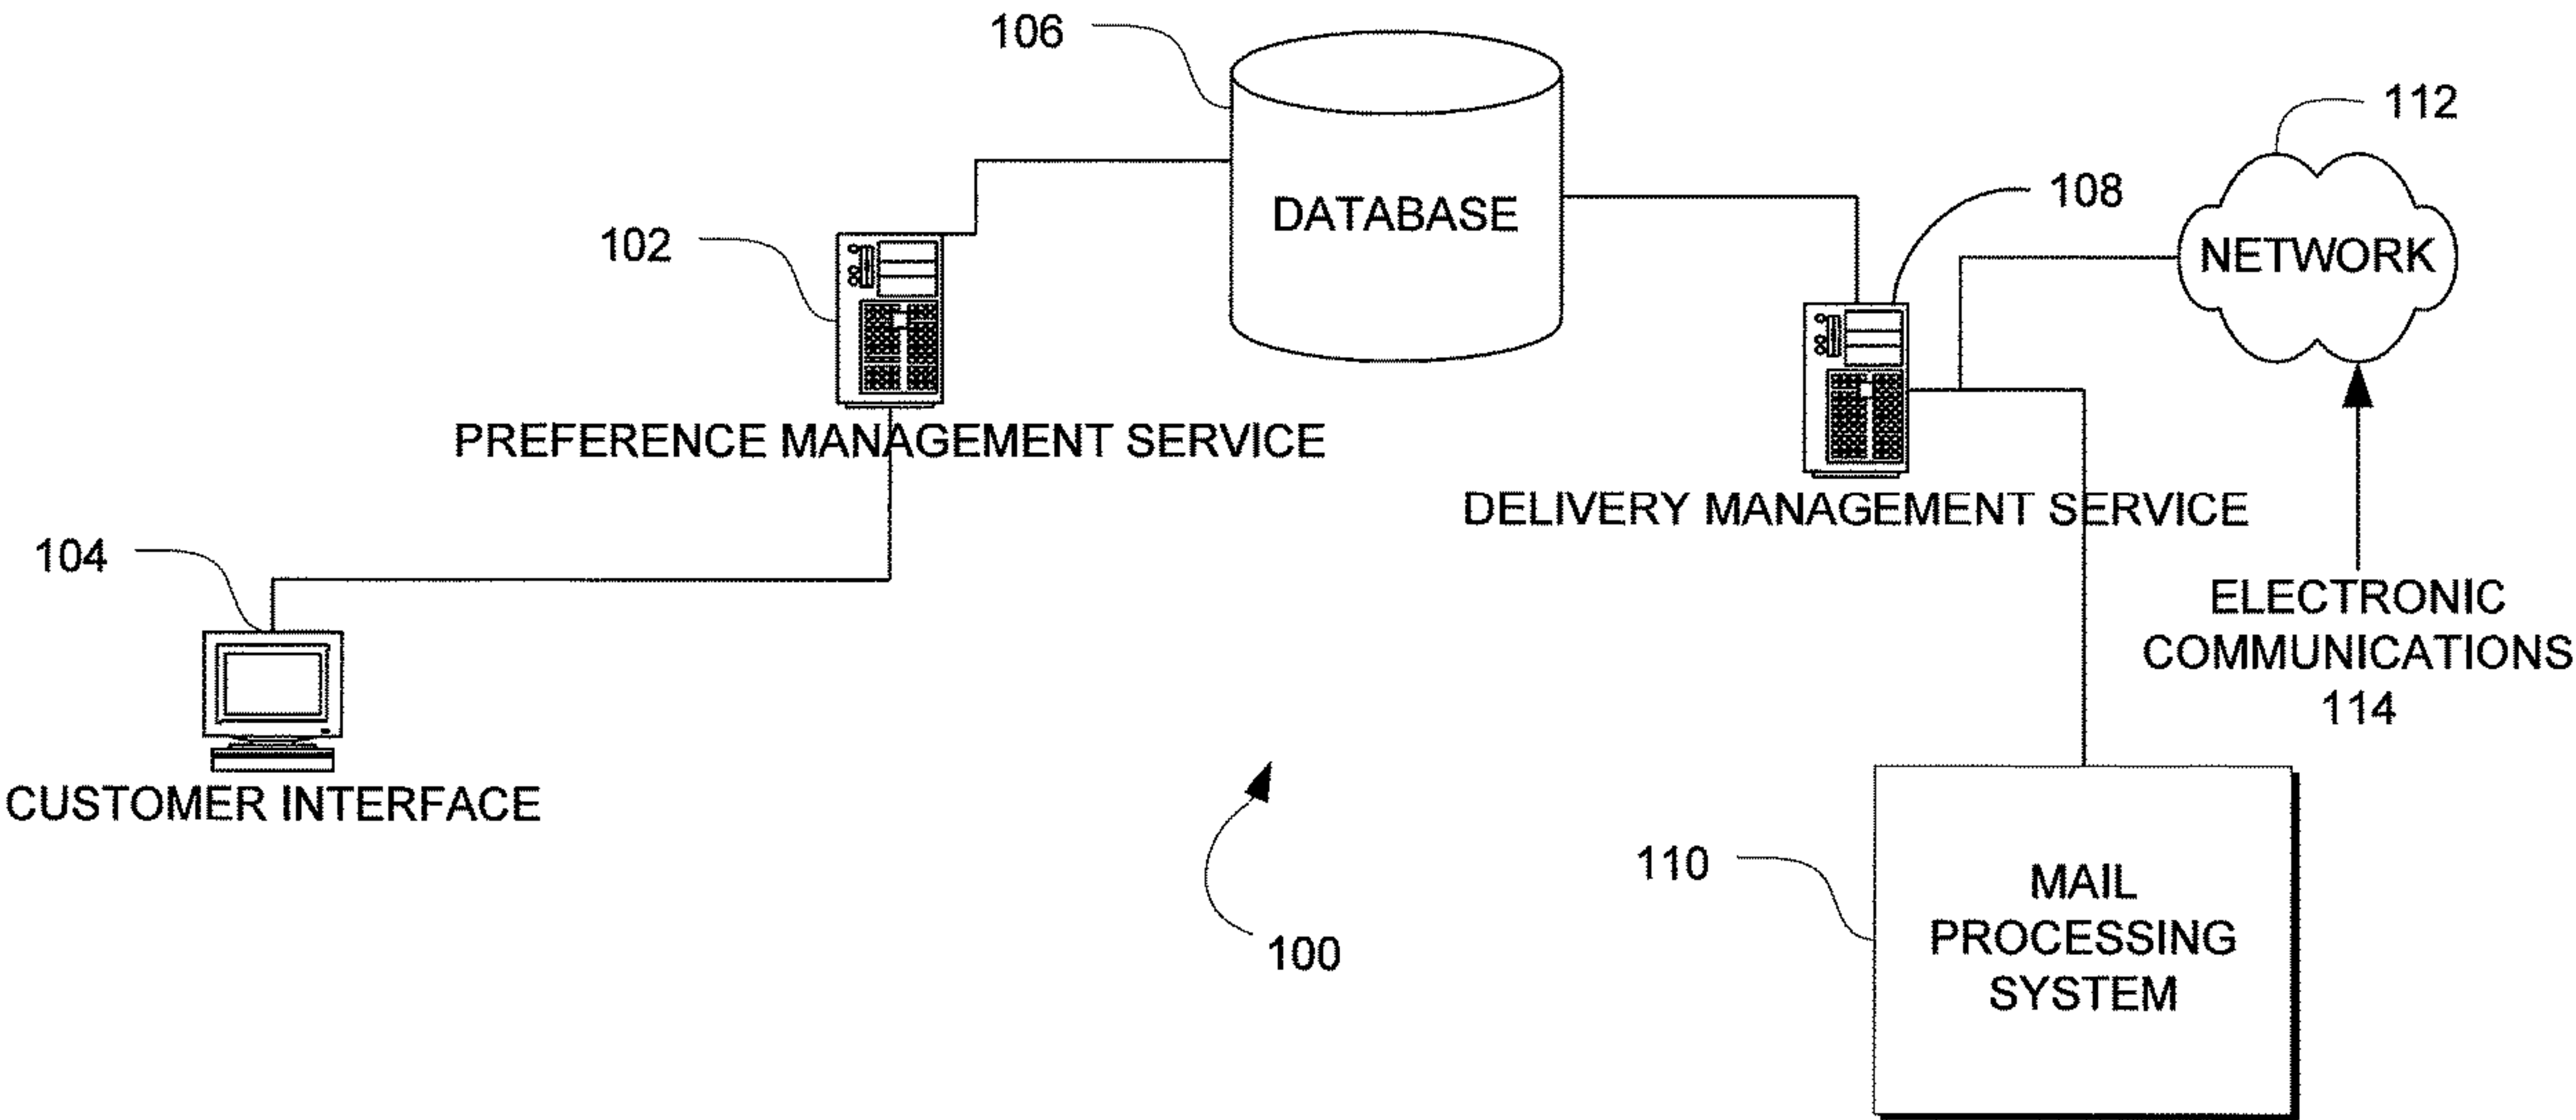 106
112
108
DATABASE
102
NETWORK
PREFERENCE MANAGEMENT SERVICE
DELIVERY MANAGEMENT SERVICE
104
ELECTRONIC
COMMUNICATIONS
114
CUSTOMER INTERFACE
110
MAIL
PROCESSING
SYSTEM
100